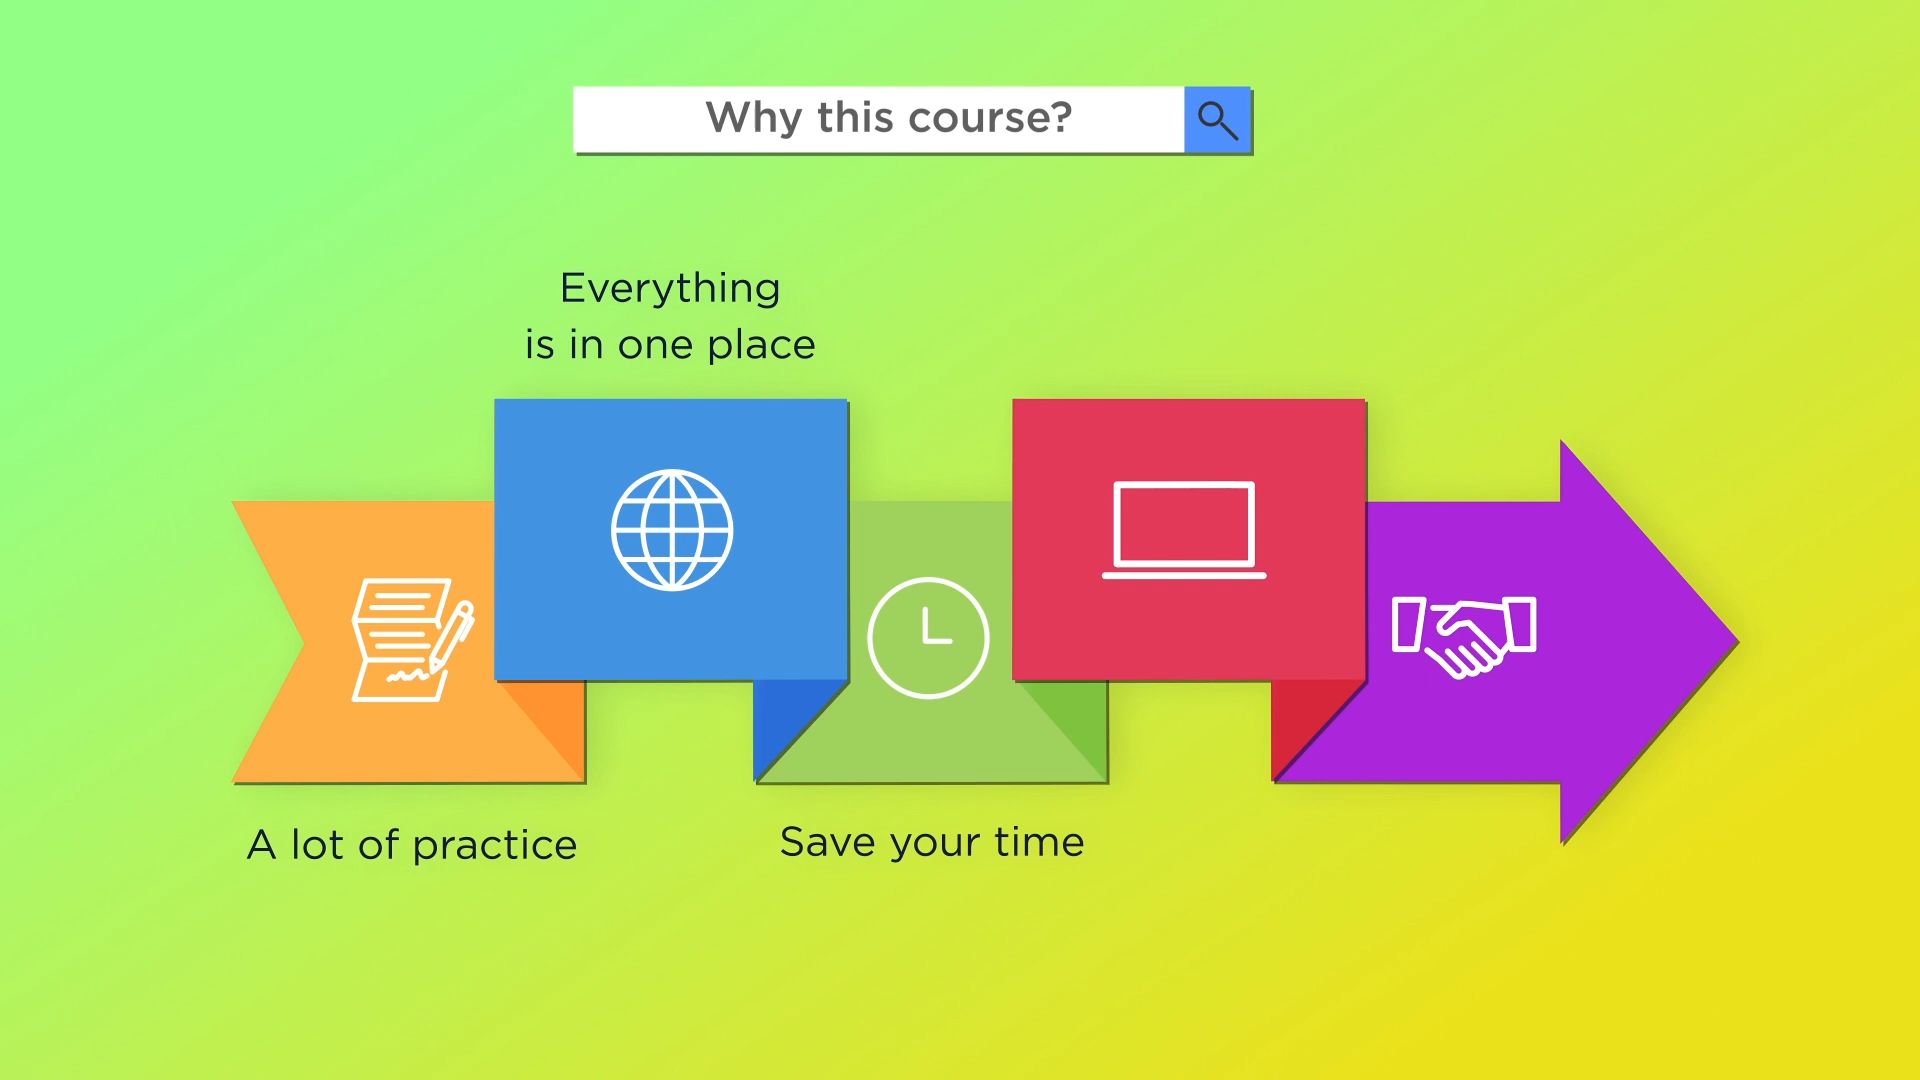 Why this course?
Everything
is in one place
A lot of practice
Save your time